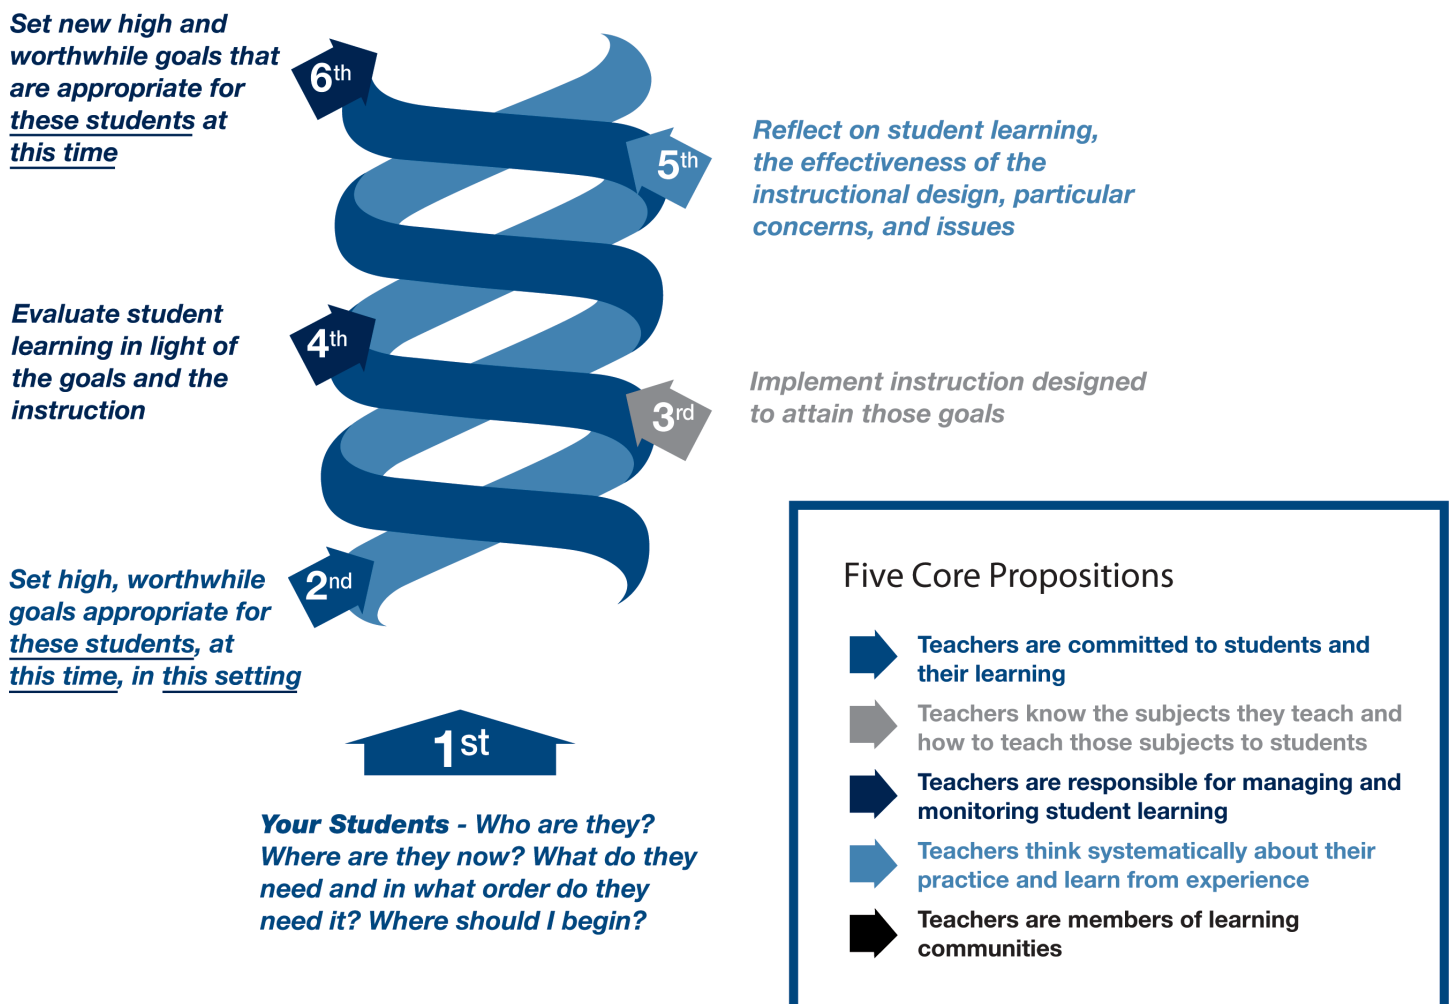 Set new high and
worthwhile goals that
are appropriate for
these students at
this time
6th
5th
Reflect on student learning,
the effectiveness of the
instructional design, particular
concerns, and issues
Evaluate student
learning in light of
the goals and the
instruction
4th
3rd
Implement instruction designed
to attain those goals
Set high, worthwhile
goals appropriate for
these students, at
this time, in this setting
2nd
1st
Your Students - Who are they?
Where are they now? What do they
need and in what order do they
need it? Where should I begin?
Five Core Propositions
Teachers are committed to students and
their learning
Teachers know the subjects they teach and
how to teach those subjects to students
Teachers are responsible for managing and
monitoring student learning
Teachers think systematically about their
practice and learn from experience
Teachers are members of learning
communities